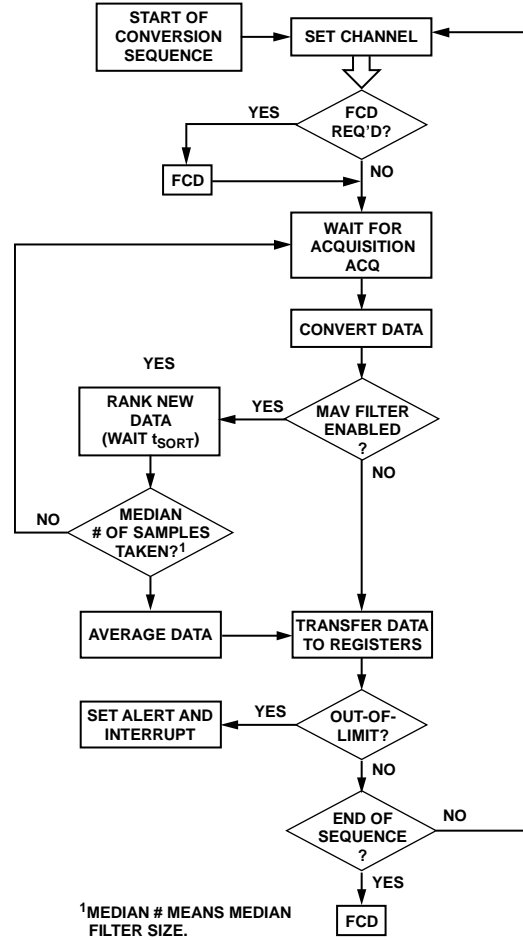 START OF
CONVERSION
SEQUENCE
SET CHANNEL
YES
FCD
REQ'D?
FCD
NO
WAIT FOR
ACQUISITION
ACQ
CONVERT DATA
YES
RANK NEW
DATA
(WAIT tSORT)
YES
MAV FILTER
ENABLED
?
NO
NO
MEDIAN
# OF SAMPLES
TAKEN?1
AVERAGE DATA
TRANSFER DATA
TO REGISTERS
SET ALERT AND
INTERRUPT
YES
OUT-OF-
LIMIT?
NO
END OF
SEQUENCE
?
NO
YES
FCD
1MEDIAN # MEANS MEDIAN
FILTER SIZE.